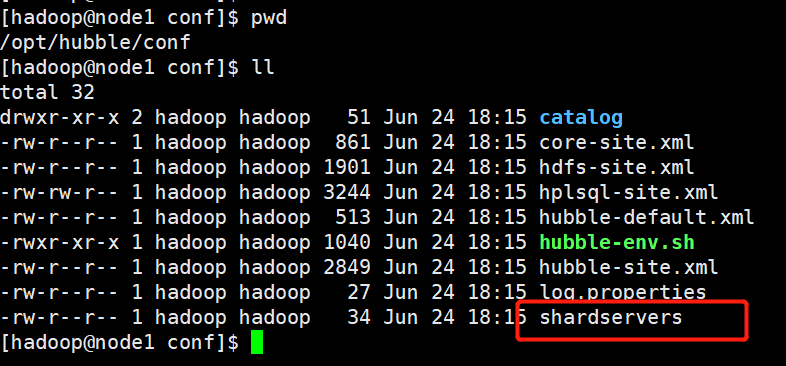 [hadoop@node1 conf]$ pwd
/opt/hubble/conf
[hadoop@node1 conf]$ ll
total 32
drwxr-xr-x 2 hadoop hadoop   51 Jun 24 18:15 catalog
-rw-r--r-- 1 hadoop hadoop  861 Jun 24 18:15 core-site.xml
-rw-r--r-- 1 hadoop hadoop 1901 Jun 24 18:15 hdfs-site.xml
-rw-rw-r-- 1 hadoop hadoop 3244 Jun 24 18:15 hplsql-site.xml
-rw-r--r-- 1 hadoop hadoop  513 Jun 24 18:15 hubble-default.xml
-rwxr-xr-x 1 hadoop hadoop 1040 Jun 24 18:15 hubble-env.sh
-rw-r--r-- 1 hadoop hadoop 2849 Jun 24 18:15 hubble-site.xml
-rw-r--r-- 1 hadoop hadoop   27 Jun 24 18:15 log.properties
-rw-r--r-- 1 hadoop hadoop   34 Jun 24 18:15 shardservers
[hadoop@node1 conf]$